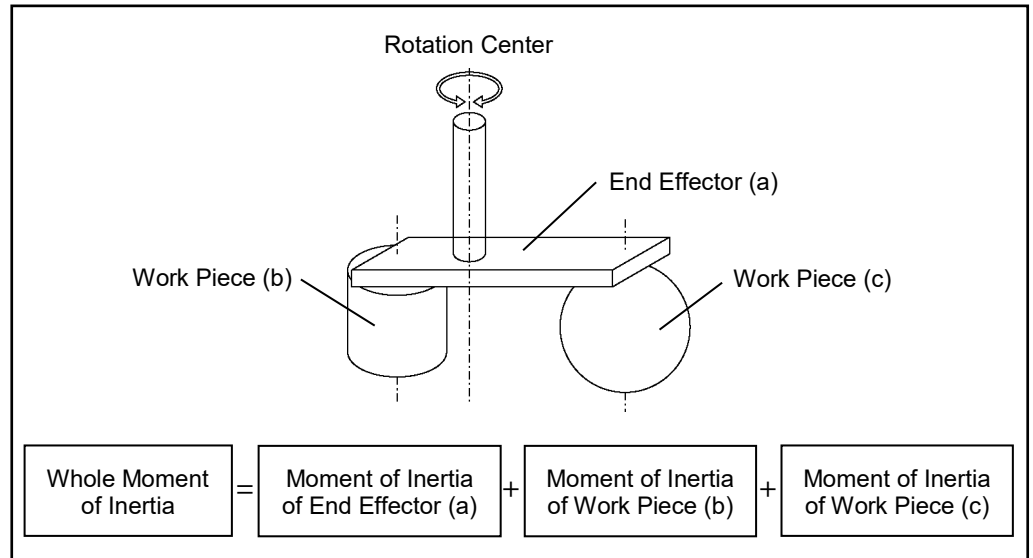 Rotation Center
End Effector (a)
Work Piece (b)
Work Piece (c)
Whole Moment
of Inertia
=
Moment of Inertia
of End Effector (a)
+
Moment of Inertia
of Work Piece (b)
+
Moment of Inertia
of Work Piece (c)